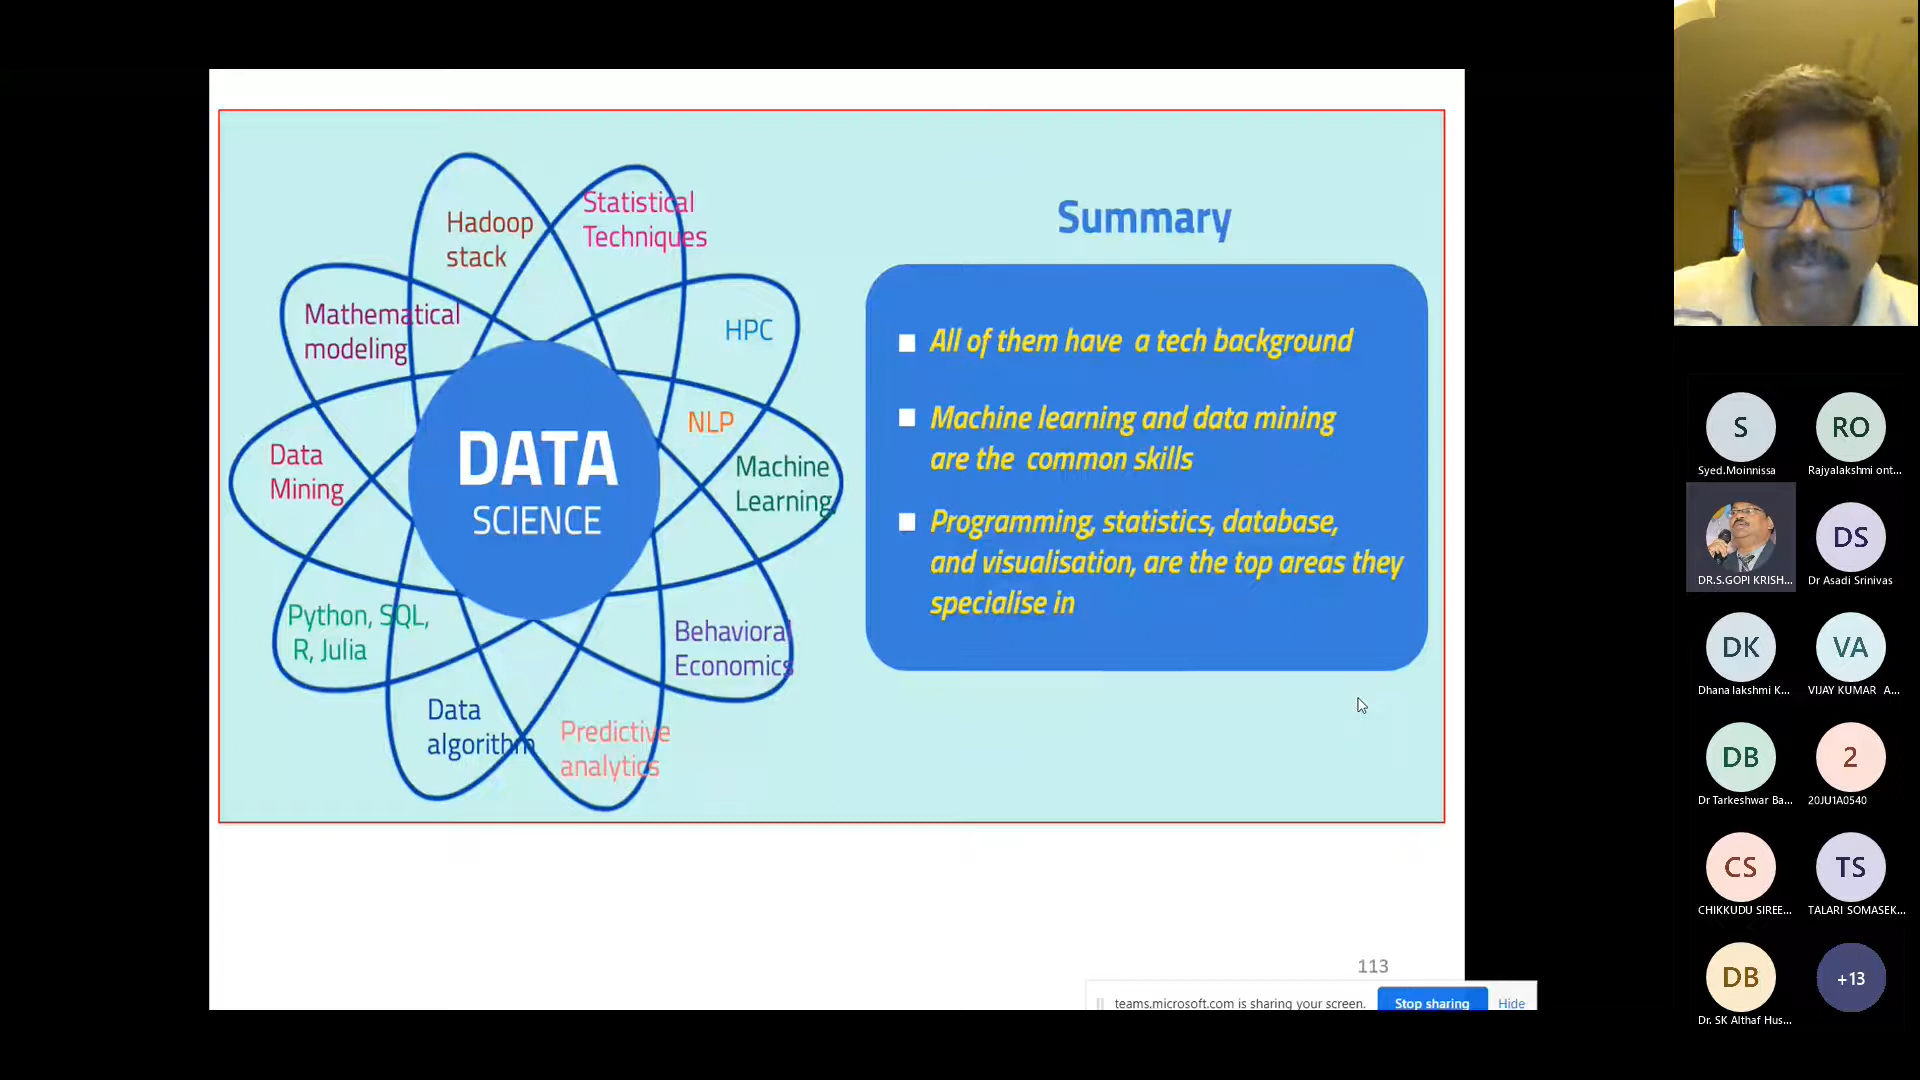 Hadoop
stack
Statistical
Techniques
Mathematical
modeling
HPC
NLP
Data
Mining
Machine
Learning
DATA
SCIENCE
Python, SQL,
R, Julia
Behavioral
Economics
Data
algorithm
Predictive
analytics
Summary
All of them have a tech background
Machine learning and data mining
are the common skills
Programming, statistics, database,
and visualisation, are the top areas they
specialise in
113
teams.microsoft.com is sharing your screen.
Stop sharing
Hide
S
Syed.Moinnissa
RO
Rajyalakshmi ont...
DR.S.GOPI KRISH...
DS
Dr Asadi Srinivas
DK
Dhana lakshmi K...
VA
VIJAY KUMAR A...
DB
Dr Tarkeshwar Ba...
2
20JU1A0540
CS
CHIKKUDU SIREE...
TS
TALARI SOMASEK...
DB
Dr. SK Althaf Hus...
+13